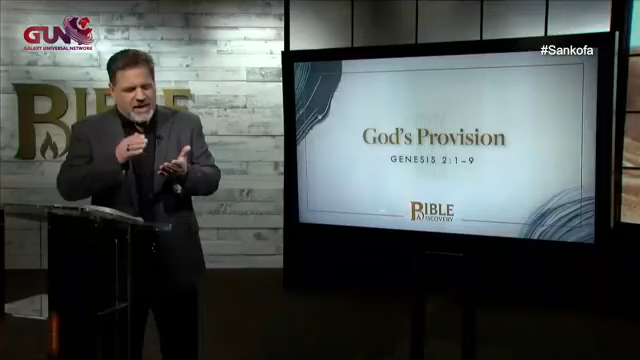 GUN
GALAXY UNIVERSAL NETWORK
#Sankofa
BIBLE
God's Provision
GENESIS 2:1–9
BIBLE
DISCOVERY